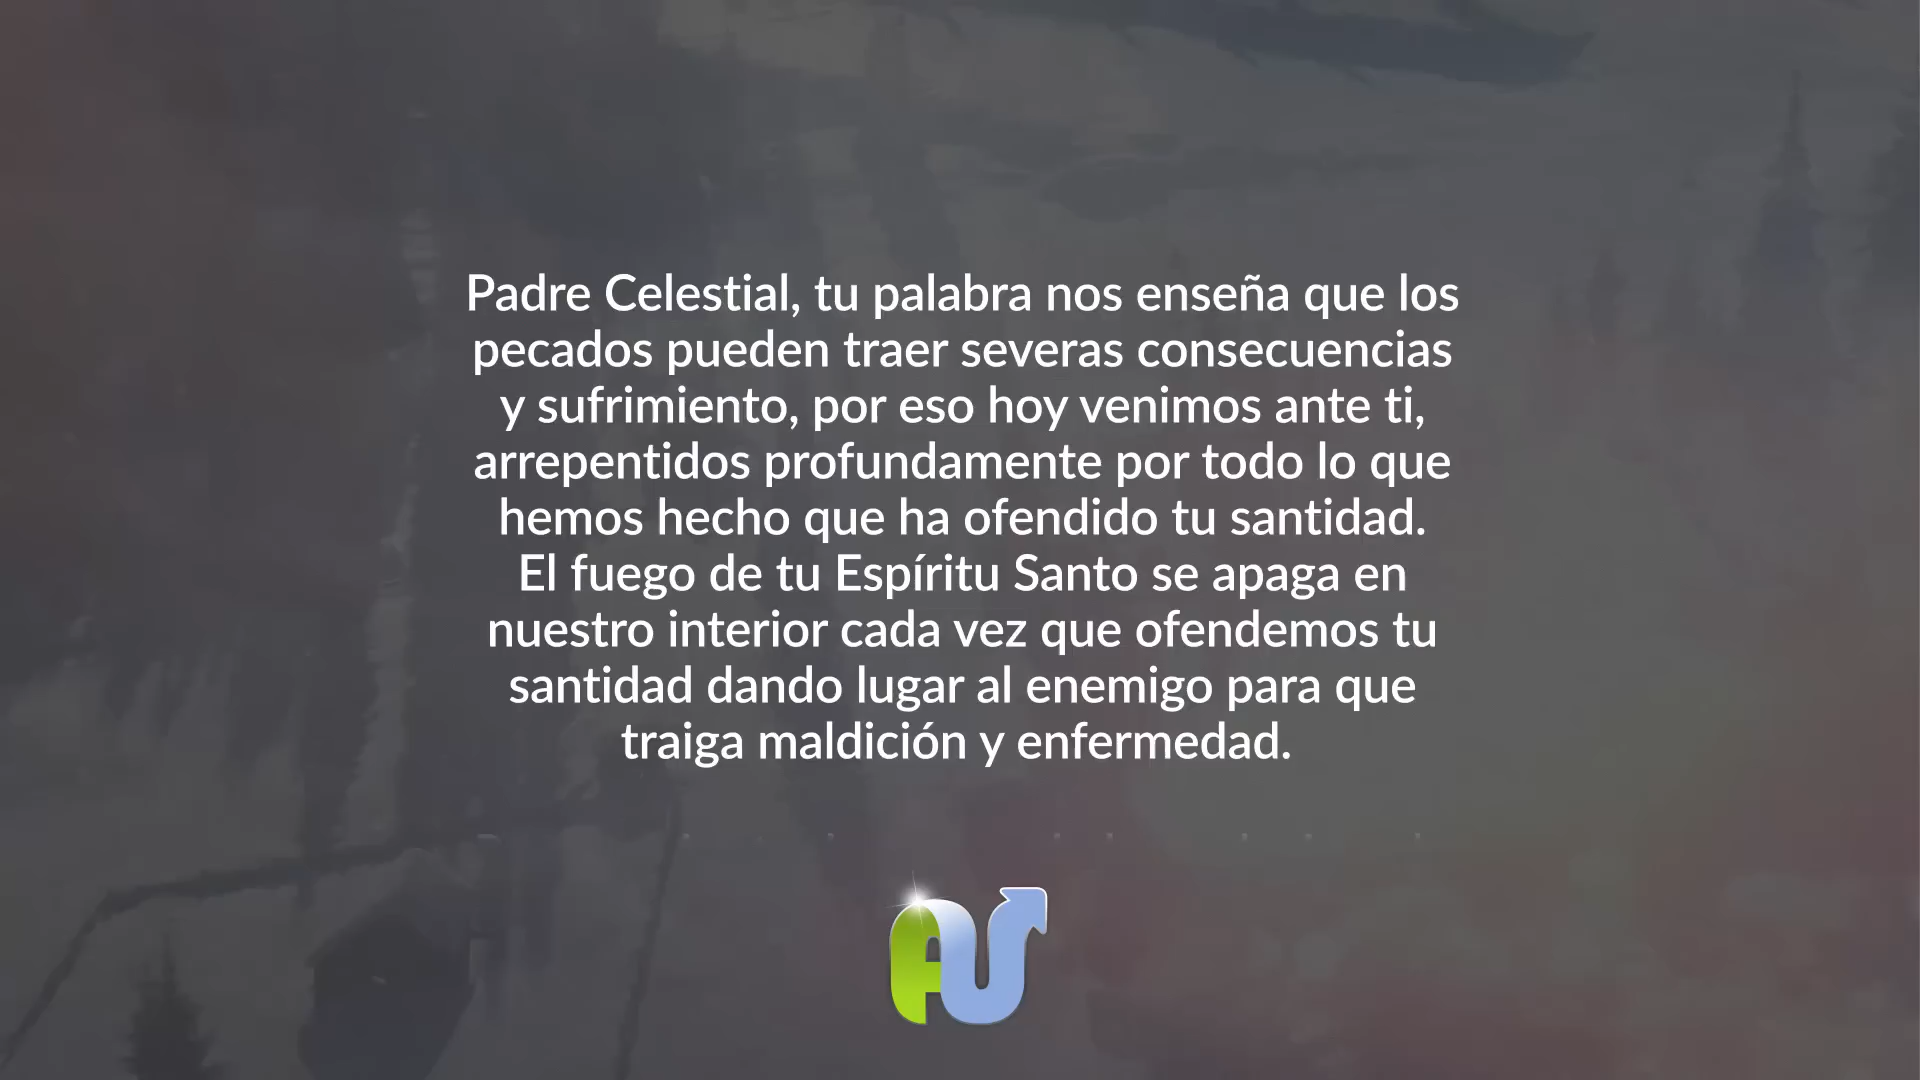 Padre Celestial, tu palabra nos enseña que los
pecados pueden traer severas consecuencias
y sufrimiento, por eso hoy venimos ante ti,
arrepentidos profundamente por todo lo que
hemos hecho que ha ofendido tu santidad.
El fuego de tu Espíritu Santo se apaga en
nuestro interior cada vez que ofendemos tu
santidad dando lugar al enemigo para que
traiga maldición y enfermedad.
AU